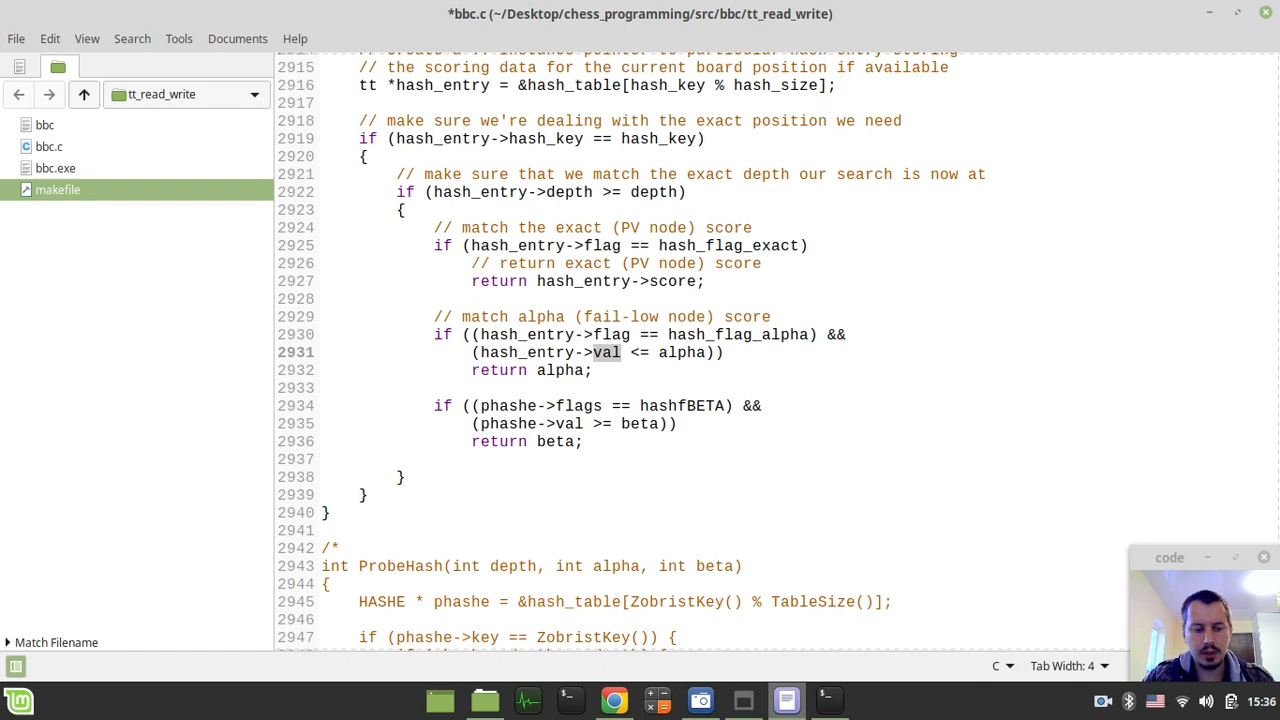 *bbc.c (~/Desktop/chess_programming/src/bbc/tt_read_write)
File Edit View Search Tools Documents Help
tt_read_write
bbc
bbc.c
bbc.exe
makefile
Match Filename
2915 // the scoring data for the current board position if available
2916 tt *hash_entry = &hash_table[hash_key % hash_size];
2917
2918 // make sure we're dealing with the exact position we need
2919 if (hash_entry->hash_key == hash_key)
2920 {
2921 // make sure that we match the exact depth our search is now at
2922 if (hash_entry->depth >= depth)
2923 {
2924 // match the exact (PV node) score
2925 if (hash_entry->flag == hash_flag_exact)
2926 // return exact (PV node) score
2927 return hash_entry->score;
2928
2929 // match alpha (fail-low node) score
2930 if ((hash_entry->flag == hash_flag_alpha) &&
2931 (hash_entry->val <= alpha))
2932 return alpha;
2933
2934 if ((phashe->flags == hashfBETA) &&
2935 (phashe->val >= beta))
2936 return beta;
2937
2938 }
2939 }
2940 }
2941
2942 /*
2943 int ProbeHash(int depth, int alpha, int beta)
2944 {
2945 HASHE * phashe = &hash_table[ZobristKey() % TableSize()];
2946
2947 if (phashe->key == ZobristKey()) {
code
C Tab Width: 4
15:36